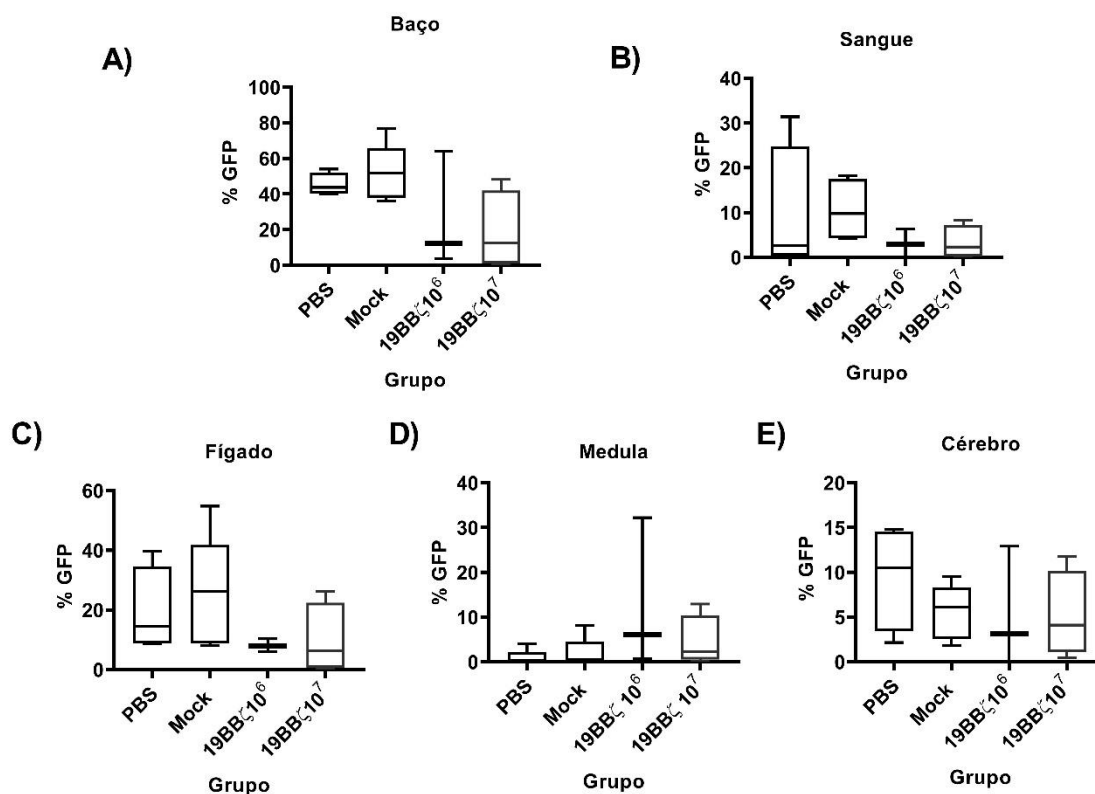 A)
Baço
% GFP
100
80
60
40
20
0
PBS
Mock
19BBζ10⁶
19BBζ10⁷
Grupo
B)
Sangue
% GFP
40
30
20
10
0
PBS
Mock
19BBζ10⁶
19BBζ10⁷
Grupo
C)
Fígado
% GFP
60
40
20
0
PBS
Mock
19BBζ10⁶
19BBζ10⁷
Grupo
D)
Medula
% GFP
40
30
20
10
0
PBS
Mock
19BBζ10⁶
19BBζ10⁷
Grupo
E)
Cérebro
% GFP
20
15
10
5
0
PBS
Mock
19BBζ10⁶
19BBζ10⁷
Grupo